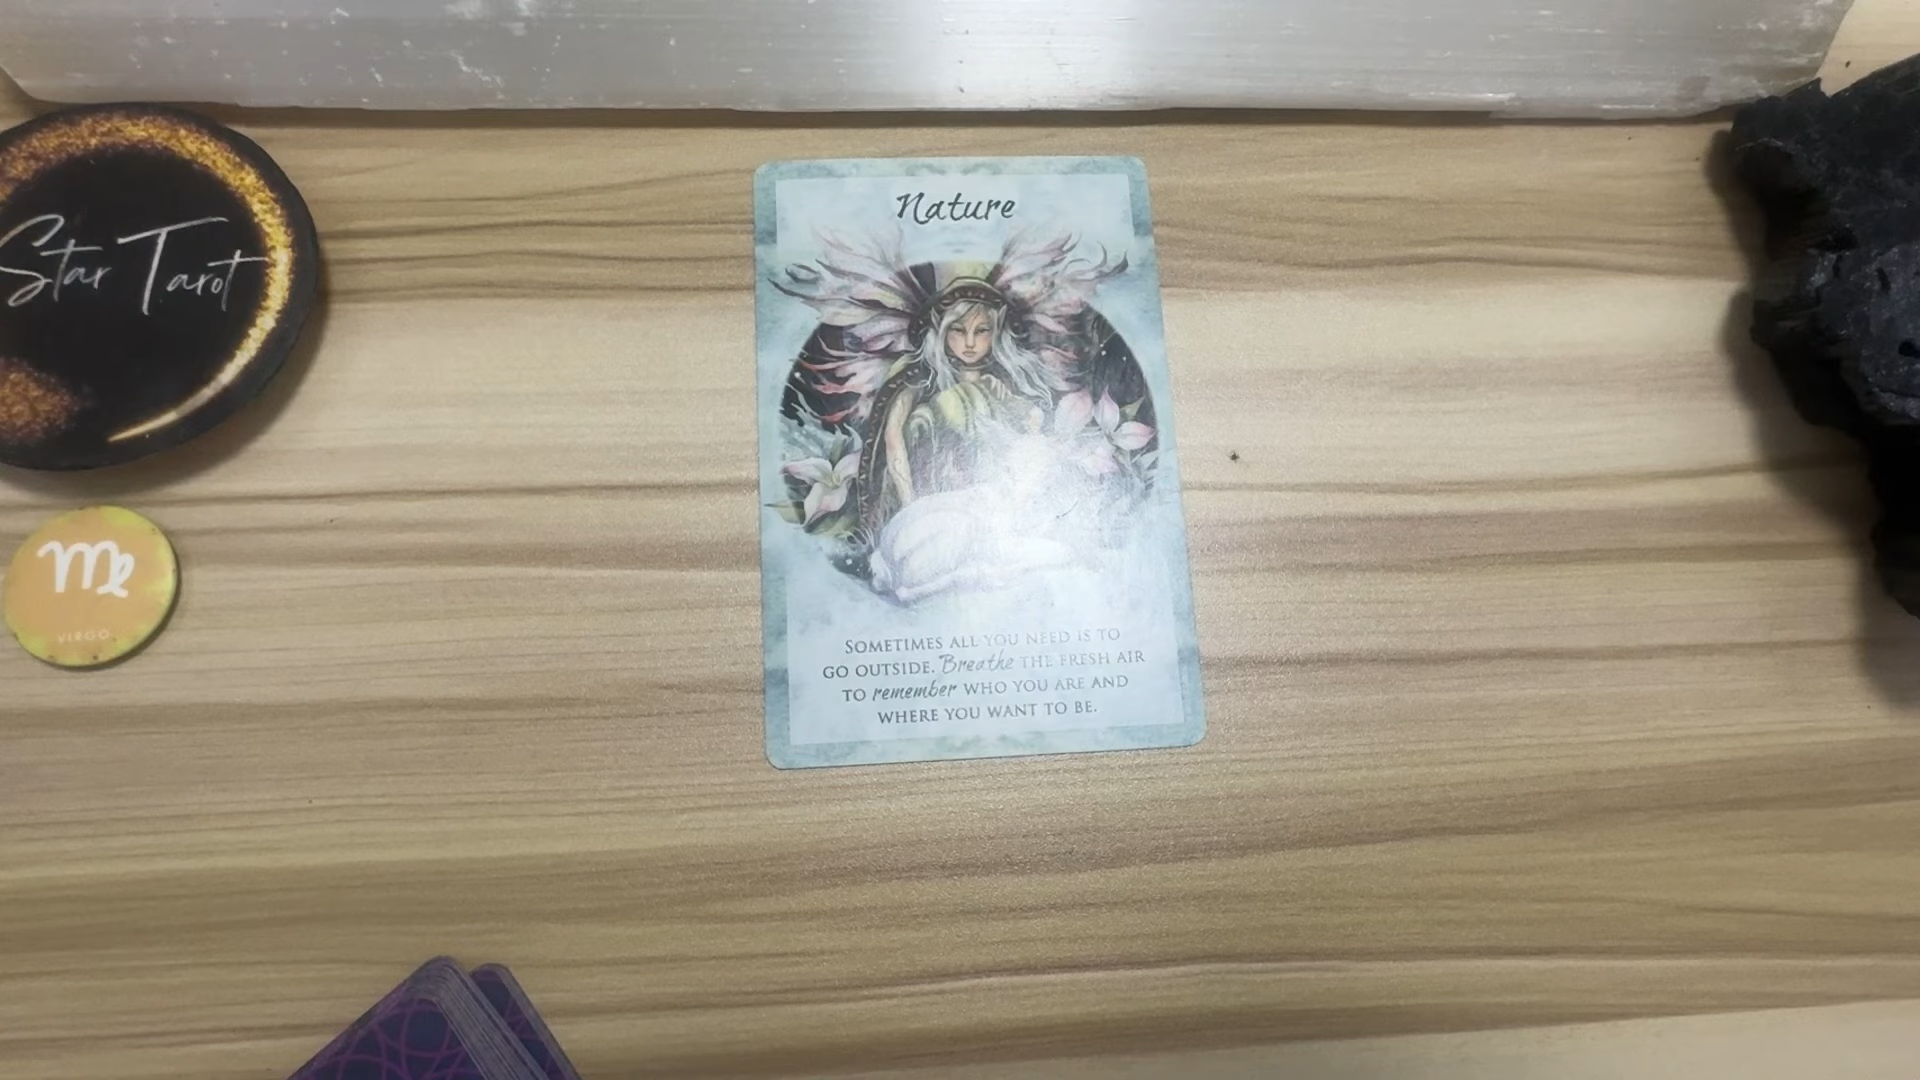 Star Tarot
VIRGO
Nature
SOMETIMES ALL YOU NEED IS TO
GO OUTSIDE. Breathe THE FRESH AIR
TO remember WHO YOU ARE AND
WHERE YOU WANT TO BE.